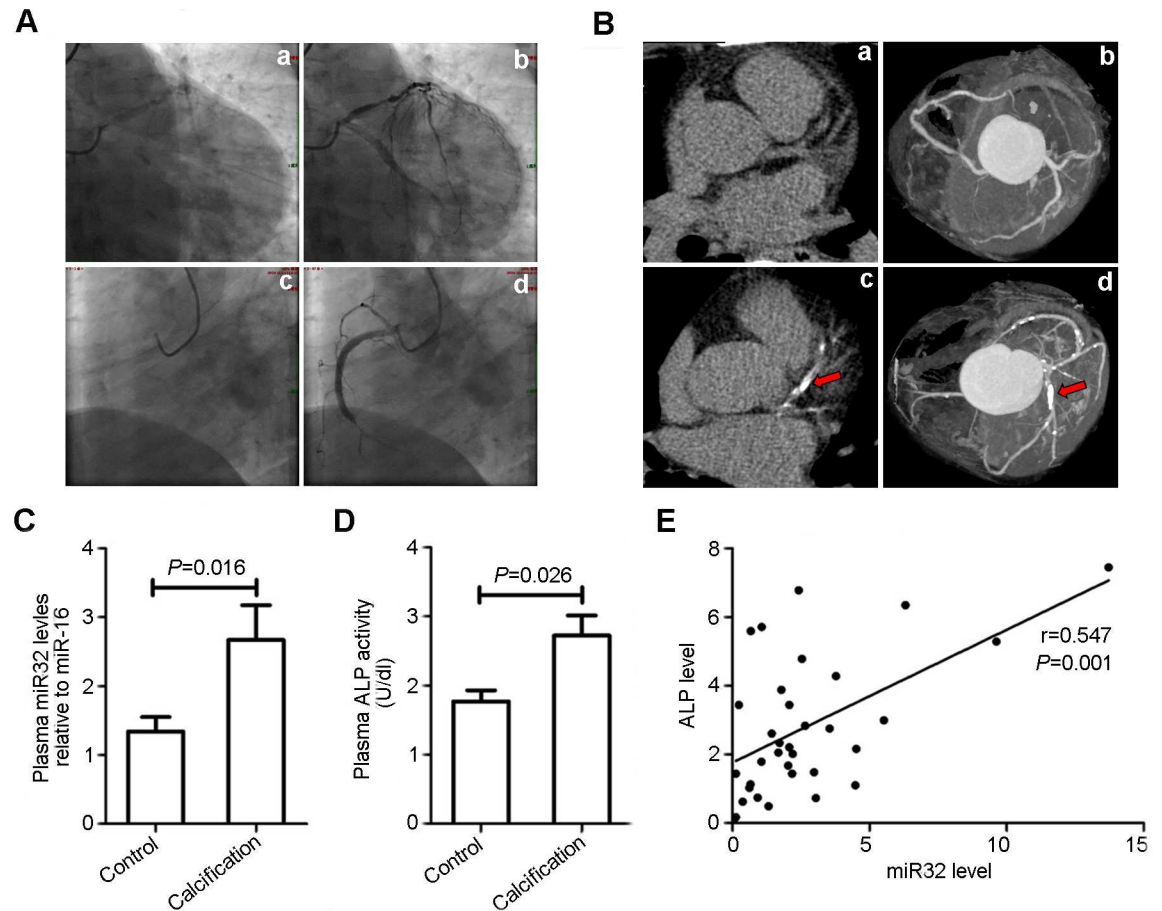 A
B
a
b
a
b
c
d
c
d
C
D
E
4
3
2
1
0
P=0.016
Plasma miR32 levles
relative to miR-16
Control
Calcification
4
3
2
1
0
P=0.026
Plasma ALP activity
(U/dl)
Control
Calcification
8
6
4
2
0
ALP level
r=0.547
P=0.001
0
5
10
15
miR32 level